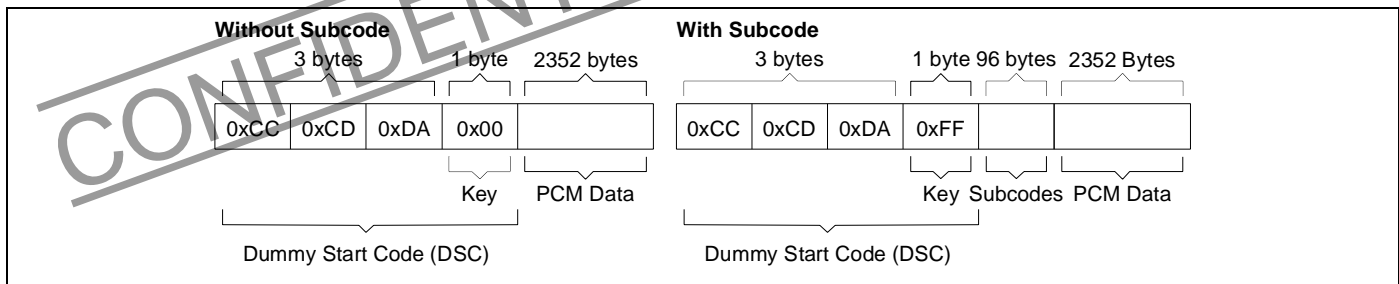 Without Subcode With Subcode
3 bytes 1 byte 2352 bytes 3 bytes 1 byte 96 bytes 2352 Bytes
0xCC 0xCD 0xDA 0x00 0xCC 0xCD 0xDA 0xFF
Key PCM Data Key Subcodes PCM Data
Dummy Start Code (DSC) Dummy Start Code (DSC)